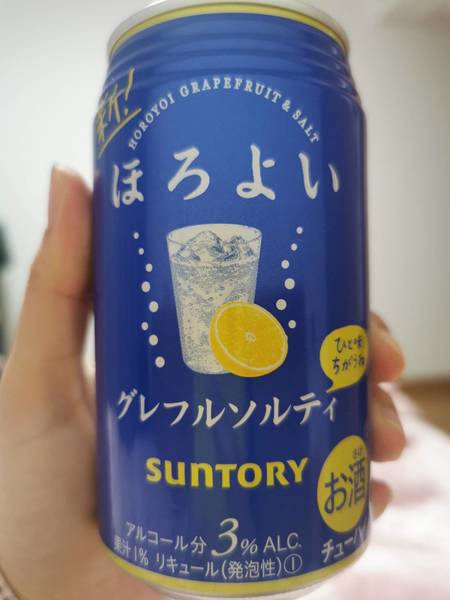 新!
HOROYOI GRAPEFRUIT & SALT
ほろよい
ひと味
ちがうね
グレフルソルティ
SUNTORY
お酒
アルコール分 3% ALC.
果汁1% リキュール(発泡性)①
チューハイ